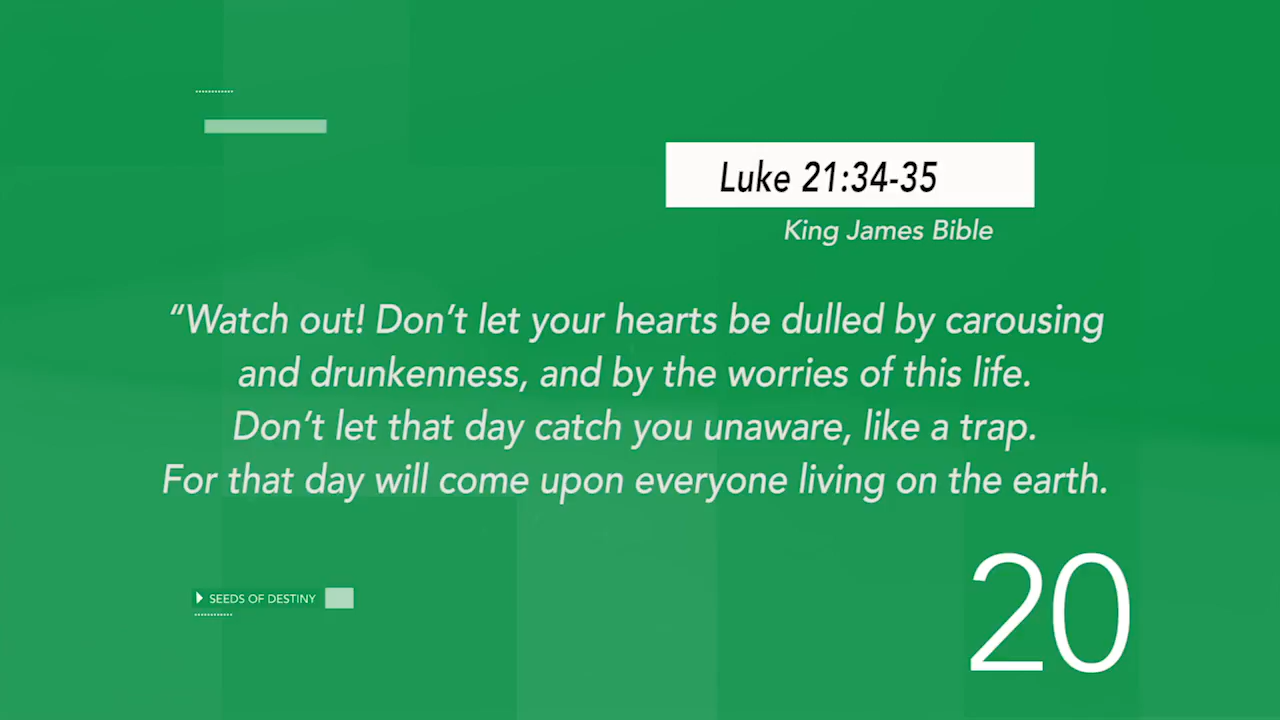 Luke 21:34-35
King James Bible
“Watch out! Don’t let your hearts be dulled by carousing
and drunkenness, and by the worries of this life.
Don’t let that day catch you unaware, like a trap.
For that day will come upon everyone living on the earth.
SEEDS OF DESTINY
20